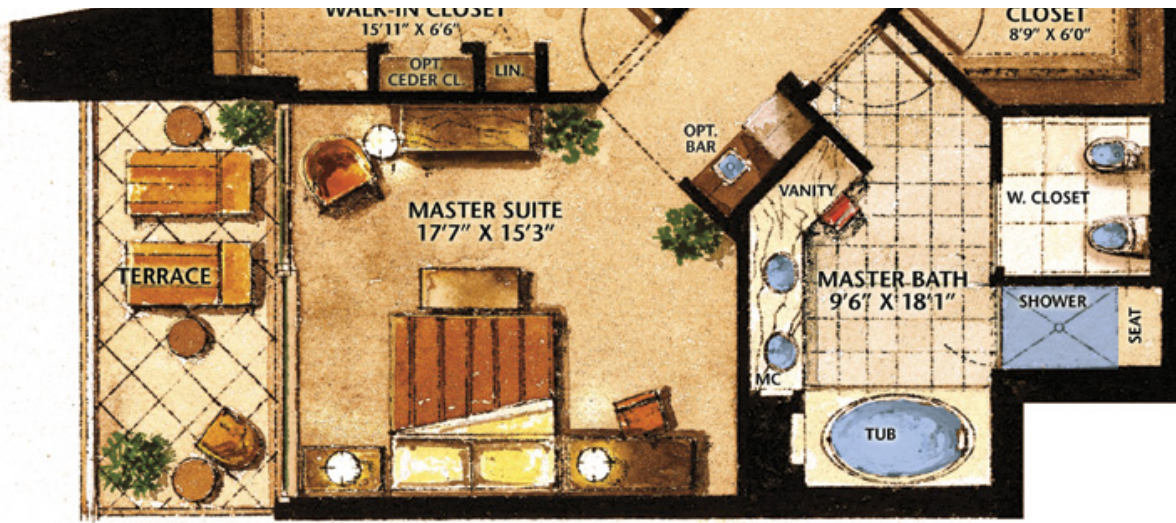 WALK-IN CLOSET
15'11" X 6'6"
CLOSET
8'9" X 6'0"
OPT.
CEDER CL.
LIN.
OPT.
BAR
VANITY
W. CLOSET
MASTER SUITE
17'7" X 15'3"
TERRACE
MASTER BATH
9'6" X 18'1"
SHOWER
SEAT
MC
TUB